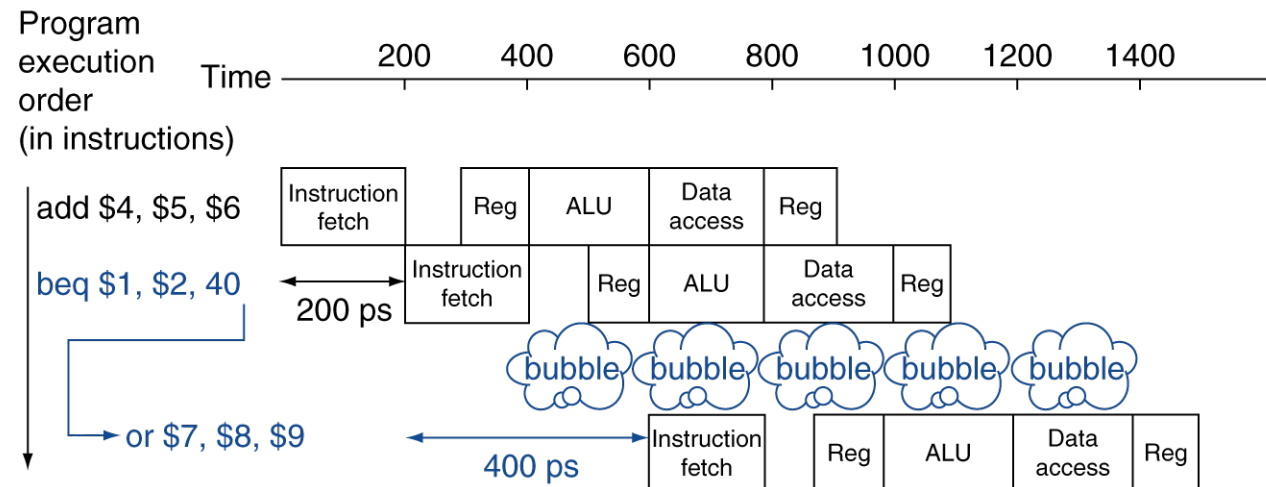 Program
execution
order
(in instructions)
Time
200 400 600 800 1000 1200 1400
add $4, $5, $6
Instruction
fetch
Reg
ALU
Data
access
Reg
beq $1, $2, 40
200 ps
Instruction
fetch
Reg
ALU
Data
access
Reg
bubble bubble bubble bubble bubble
or $7, $8, $9
400 ps
Instruction
fetch
Reg
ALU
Data
access
Reg